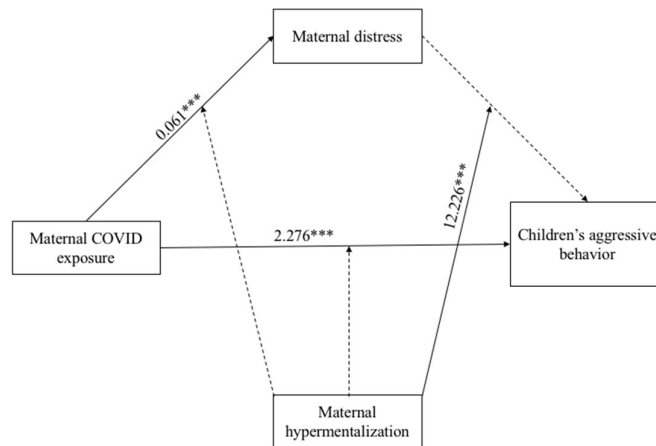 Maternal distress
0.061***
12.226***
Maternal COVID
exposure
2.276***
Children's aggressive
behavior
Maternal
hypermentalization